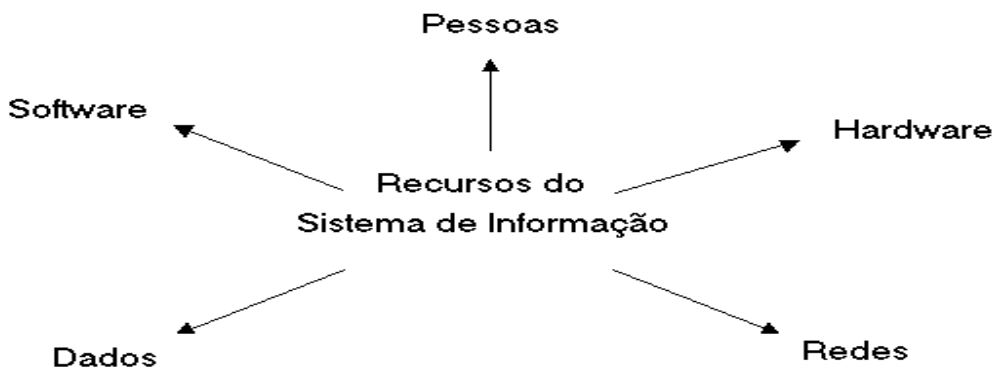 Pessoas
Software
Hardware
Recursos do
Sistema de Informação
Dados
Redes